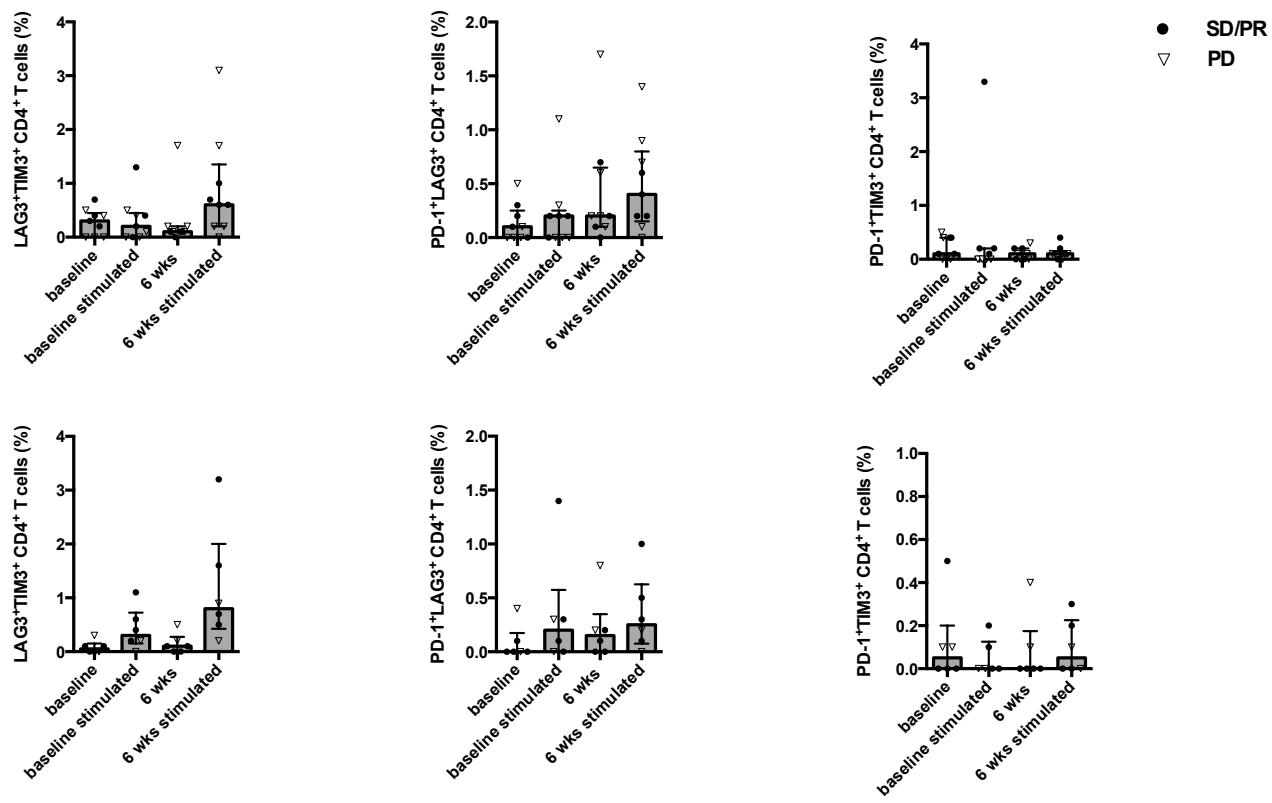 SD/PR
PD
LAG3⁺TIM3⁺ CD4⁺ T cells (%)
4
3
2
1
0
baseline
baseline stimulated
6 wks
6 wks stimulated
PD-1⁺LAG3⁺ CD4⁺ T cells (%)
2.0
1.5
1.0
0.5
0.0
baseline
baseline stimulated
6 wks
6 wks stimulated
PD-1⁺TIM3⁺ CD4⁺ T cells (%)
4
3
2
1
0
baseline
baseline stimulated
6 wks
6 wks stimulated
LAG3⁺TIM3⁺ CD4⁺ T cells (%)
4
3
2
1
0
baseline
baseline stimulated
6 wks
6 wks stimulated
PD-1⁺LAG3⁺ CD4⁺ T cells (%)
2.0
1.5
1.0
0.5
0.0
baseline
baseline stimulated
6 wks
6 wks stimulated
PD-1⁺TIM3⁺ CD4⁺ T cells (%)
1.0
0.8
0.6
0.4
0.2
0.0
baseline
baseline stimulated
6 wks
6 wks stimulated